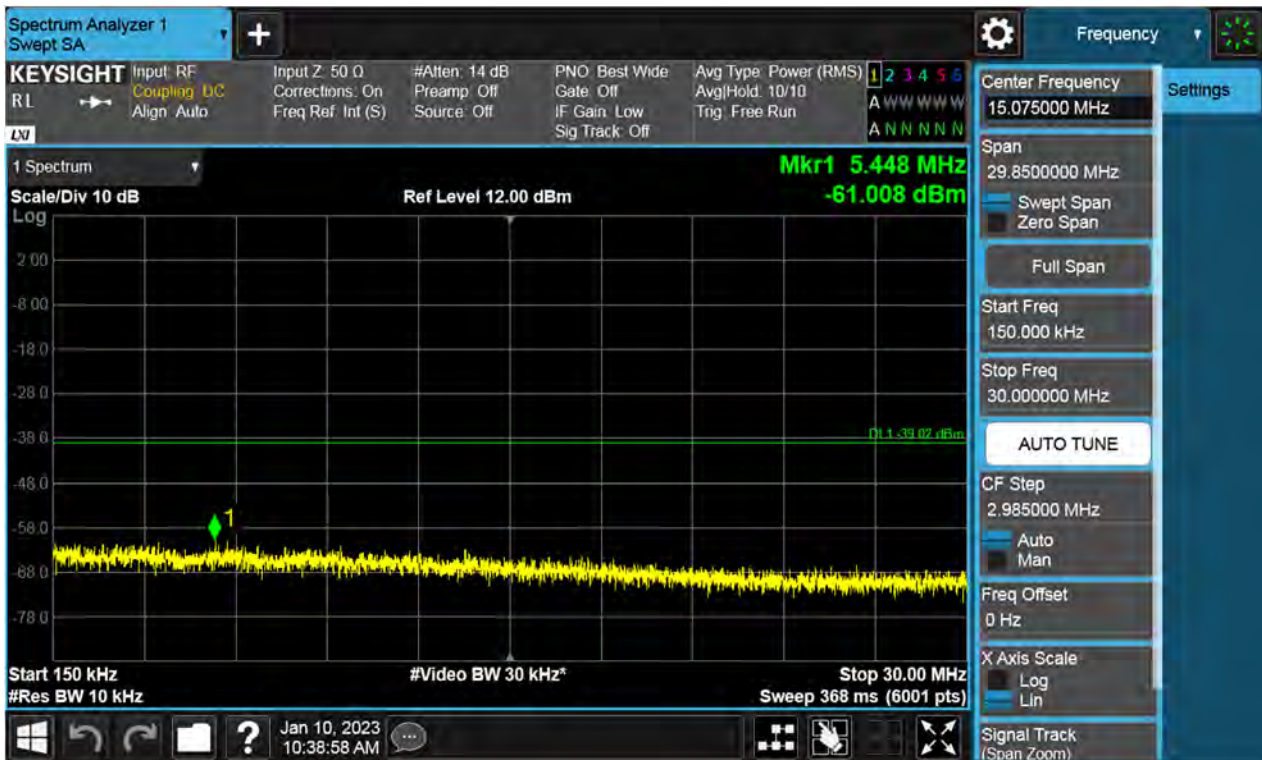 Spectrum Analyzer 1
Swept SA
+
Frequency
KEYSIGHT
RL
LXI
Input: RF
Coupling: DC
Align: Auto
Input Z: 50 Ω
Corrections: On
Freq Ref: Int (S)
#Atten: 14 dB
Preamp: Off
Source: Off
PNO: Best Wide
Gate: Off
IF Gain: Low
Sig Track: Off
Avg Type: Power (RMS)
Avg|Hold: 10/10
Trig: Free Run
1 2 3 4 5 6
A W W W W W
A N N N N N
1 Spectrum
Scale/Div 10 dB
Ref Level 12.00 dBm
Mkr1 5.448 MHz
-61.008 dBm
Log
2.00
-8.00
-18.0
-28.0
-38.0
DL1 -39.02 dBm
-48.0
-58.0
1
-68.0
-78.0
Start 150 kHz
#Video BW 30 kHz*
Stop 30.00 MHz
#Res BW 10 kHz
Sweep 368 ms (6001 pts)
Center Frequency
15.075000 MHz
Settings
Span
29.8500000 MHz
Swept Span
Zero Span
Full Span
Start Freq
150.000 kHz
Stop Freq
30.000000 MHz
AUTO TUNE
CF Step
2.985000 MHz
Auto
Man
Freq Offset
0 Hz
X Axis Scale
Log
Lin
Signal Track
(Span Zoom)
?
Jan 10, 2023
10:38:58 AM